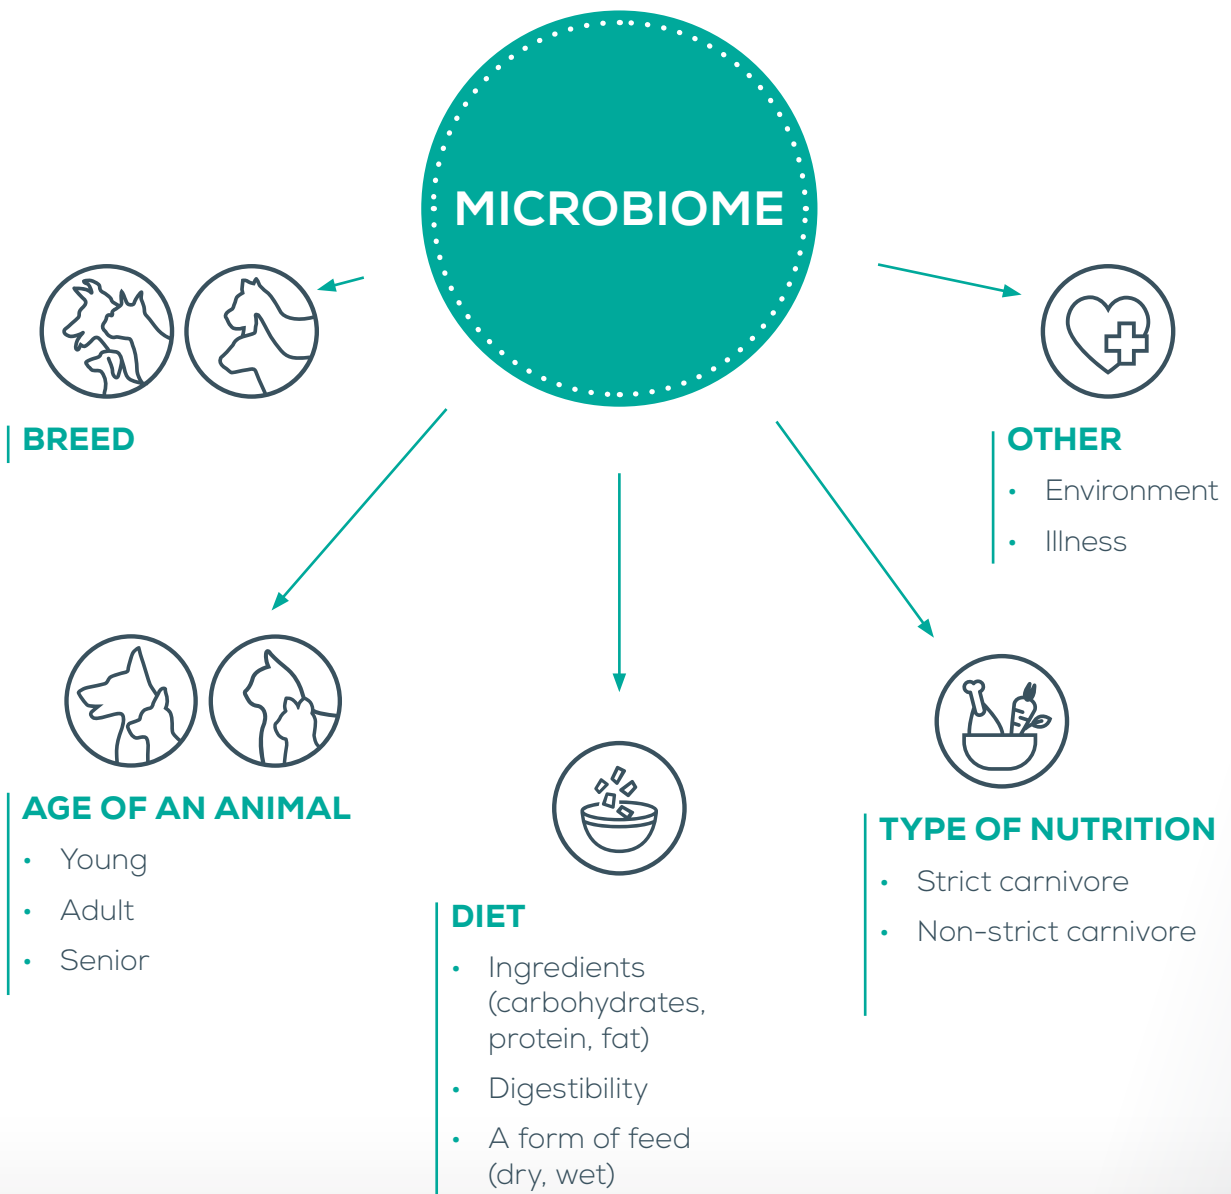 MICROBIOME
BREED
OTHER
• Environment
• Illness
AGE OF AN ANIMAL
• Young
• Adult
• Senior
DIET
• Ingredients
(carbohydrates,
protein, fat)
• Digestibility
• A form of feed
(dry, wet)
TYPE OF NUTRITION
• Strict carnivore
• Non-strict carnivore